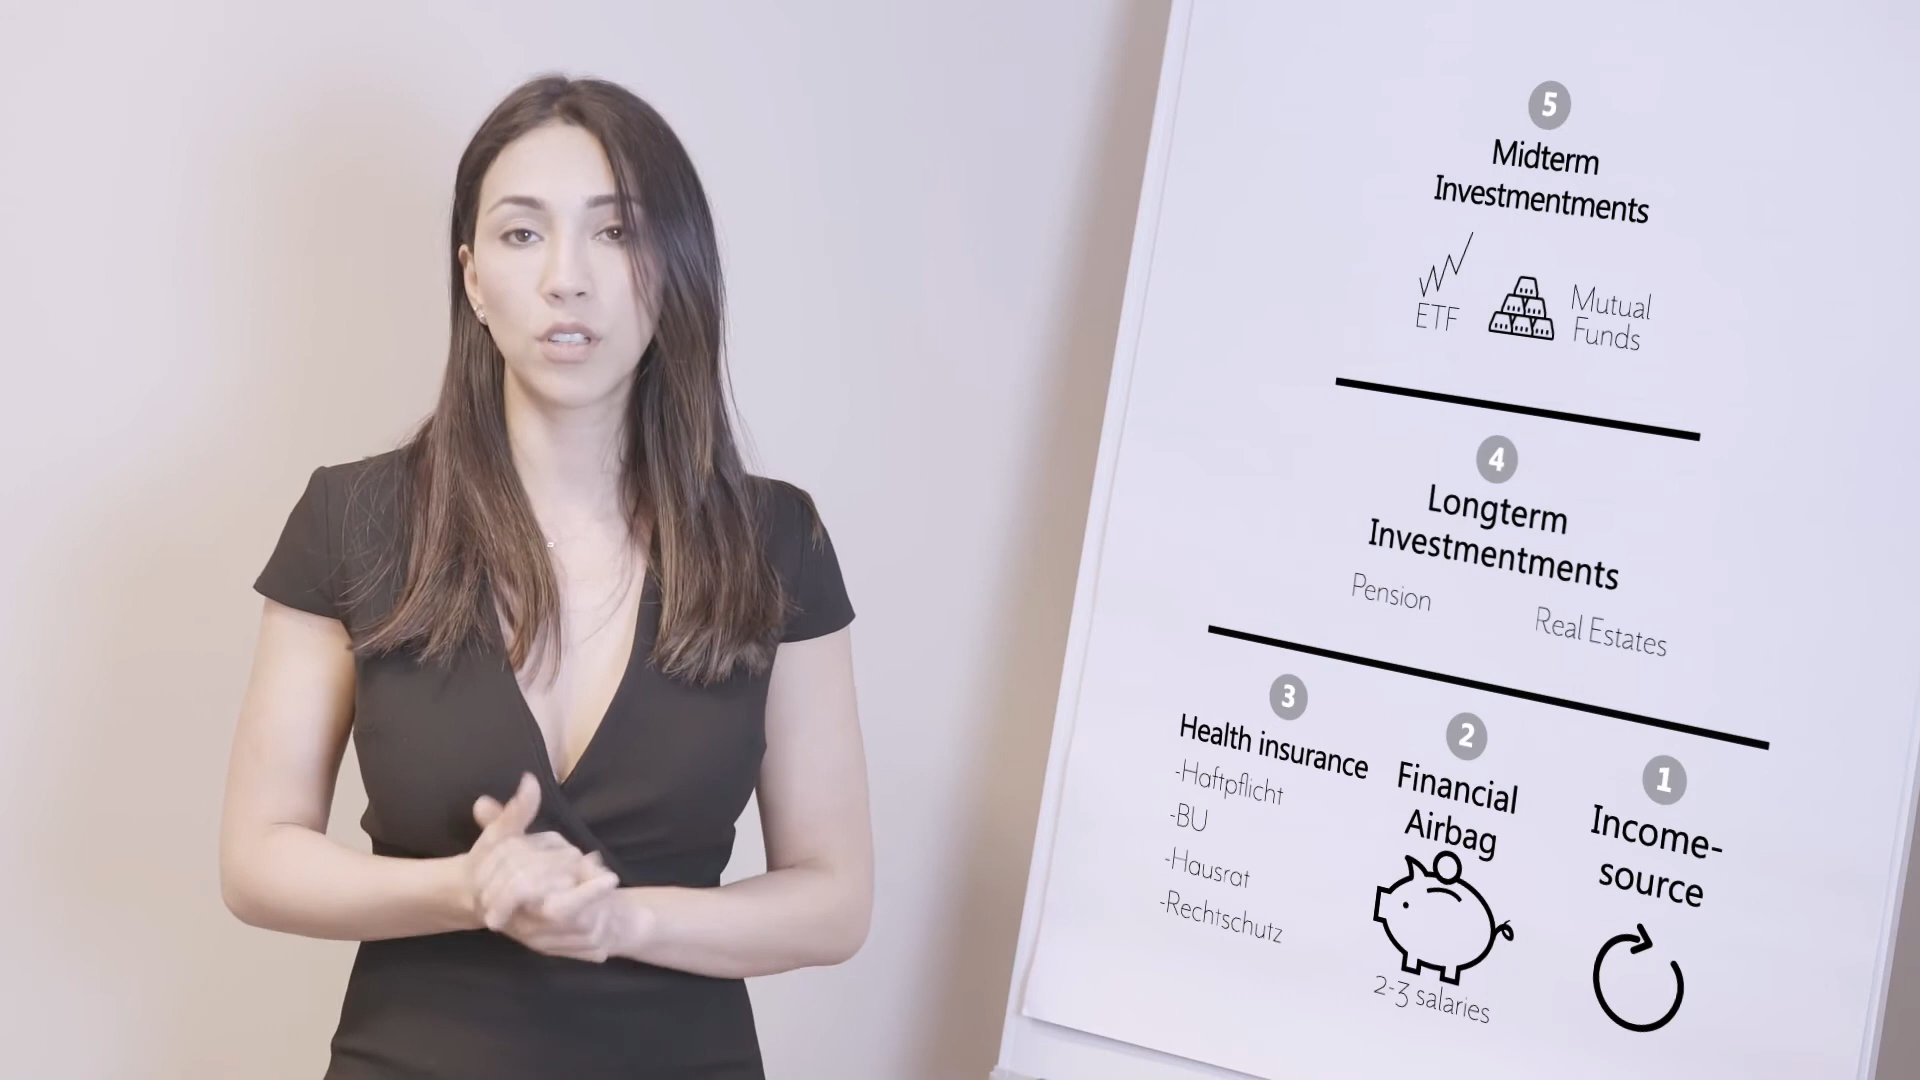 5
Midterm
Investmentments
ETF
Mutual
Funds
4
Longterm
Investmentments
Pension
Real Estates
3
Health insurance
-Haftpflicht
-BU
-Hausrat
-Rechtschutz
2
Financial
Airbag
2-3 salaries
1
Income-
source